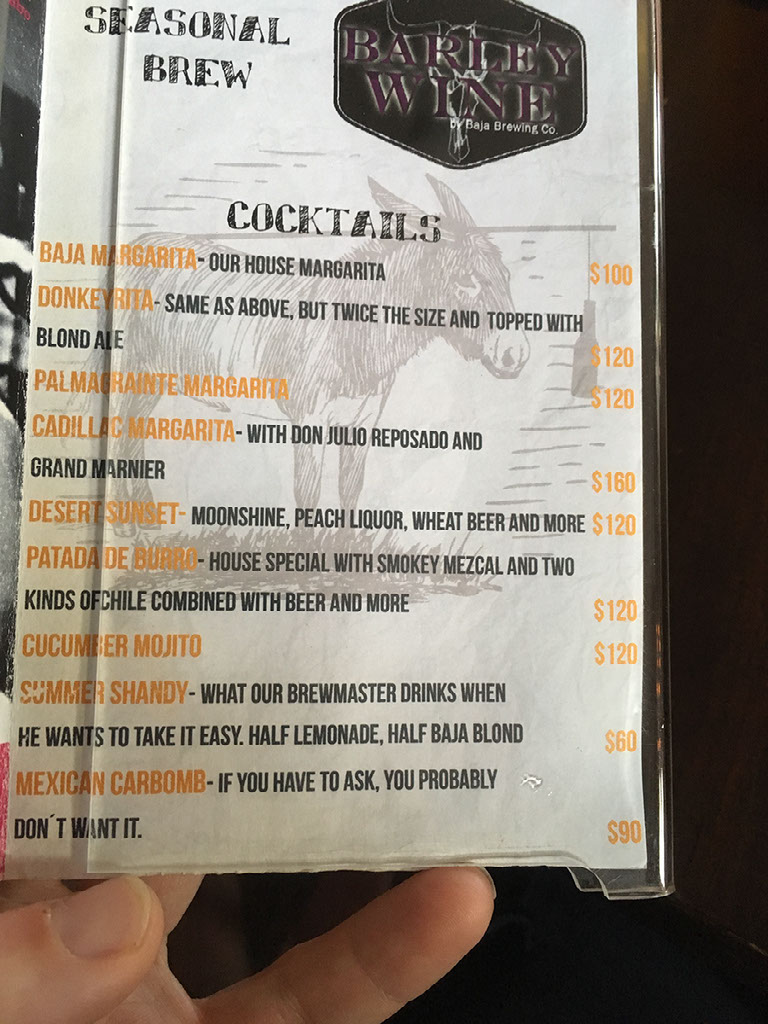 SEASONAL
BREW
BARLEY
WINE
by Baja Brewing Co.
COCKTAILS
BAJA MARGARITA- OUR HOUSE MARGARITA $100
DONKEYRITA- SAME AS ABOVE, BUT TWICE THE SIZE AND TOPPED WITH
BLOND ALE $120
PALMAGRAINTE MARGARITA $120
CADILLAC MARGARITA- WITH DON JULIO REPOSADO AND
GRAND MARNIER $160
DESERT SUNSET- MOONSHINE, PEACH LIQUOR, WHEAT BEER AND MORE $120
PATADA DE BURRO- HOUSE SPECIAL WITH SMOKEY MEZCAL AND TWO
KINDS OFCHILE COMBINED WITH BEER AND MORE $120
CUCUMBER MOJITO $120
SUMMER SHANDY- WHAT OUR BREWMASTER DRINKS WHEN
HE WANTS TO TAKE IT EASY. HALF LEMONADE, HALF BAJA BLOND $60
MEXICAN CARBOMB- IF YOU HAVE TO ASK, YOU PROBABLY
DON´T WANT IT. $90